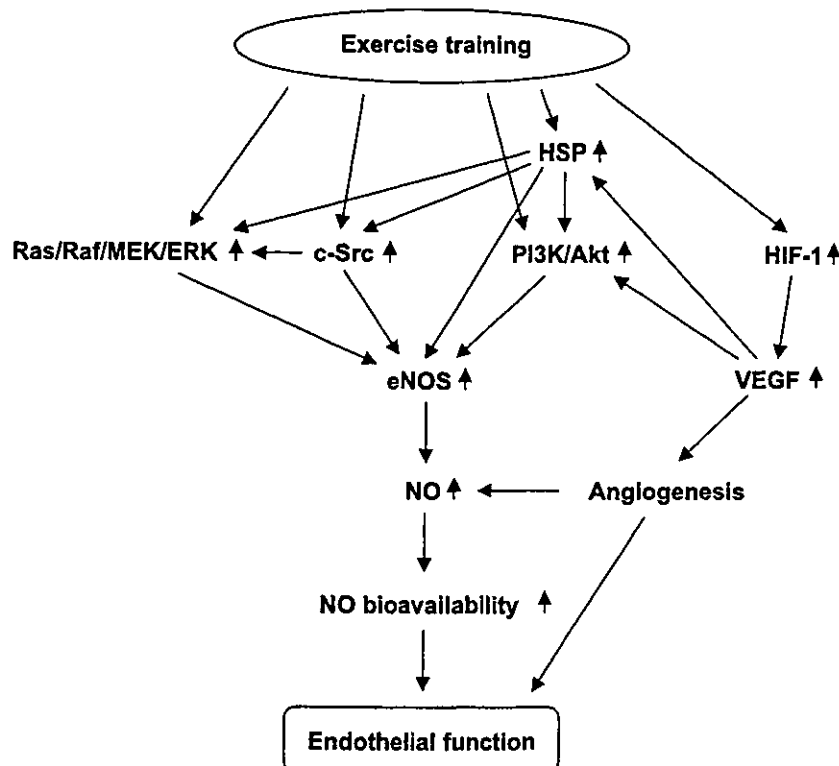 Exercise training
HSP
Ras/Raf/MEK/ERK c-Src PI3K/Akt HIF-1
eNOS VEGF
NO Angiogenesis
NO bioavailability
Endothelial function